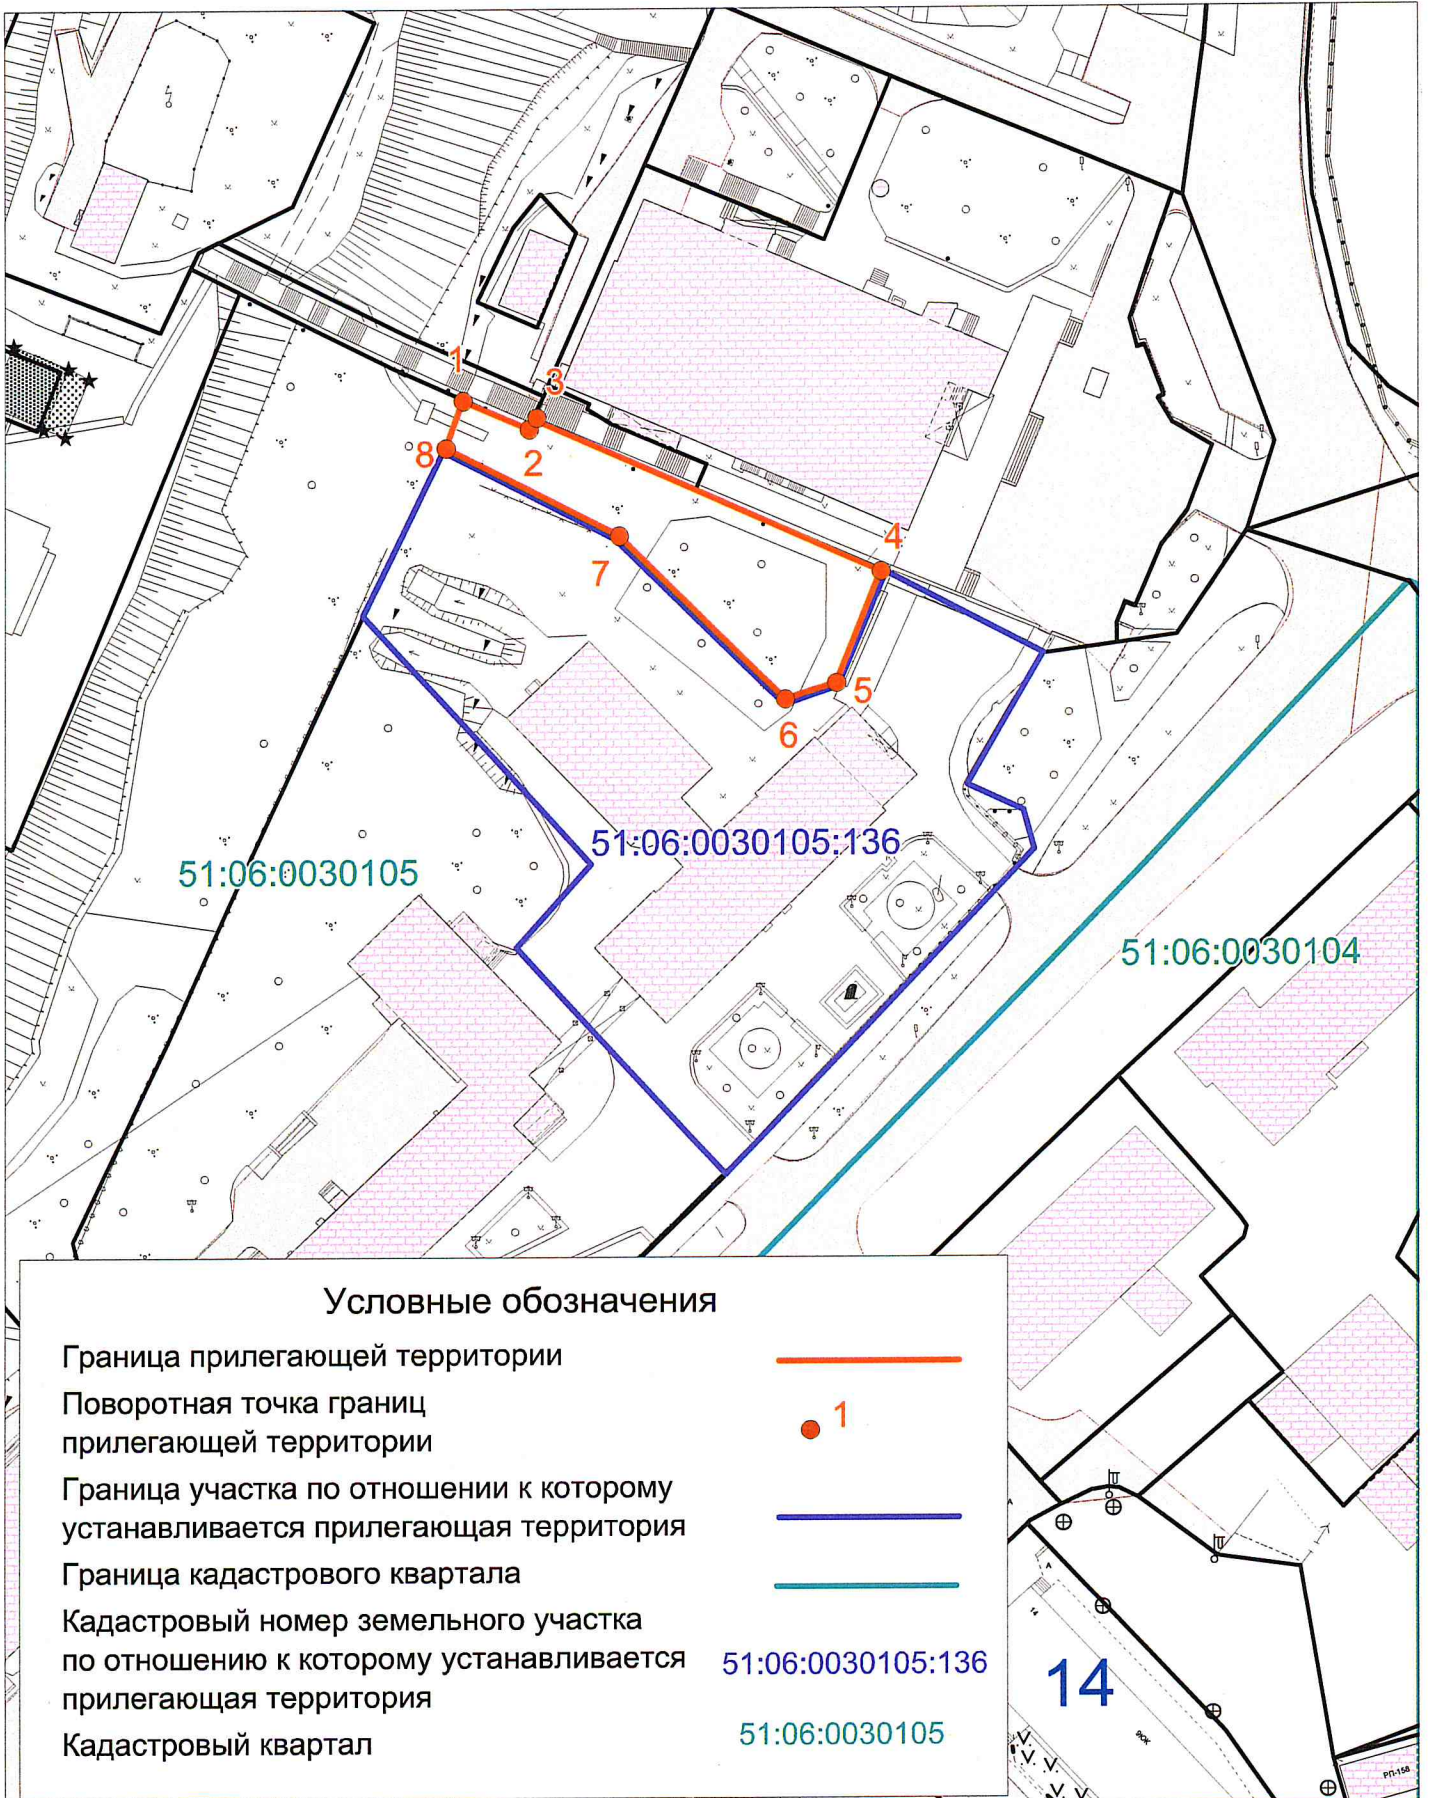 1
3
2
8
4
7
5
6
51:06:0030105:136
51:06:0030105
51:06:0030104
Условные обозначения
Граница прилегающей территории
Поворотная точка границ
прилегающей территории
1
Граница участка по отношении к которому
устанавливается прилегающая территория
Граница кадастрового квартала
Кадастровый номер земельного участка
по отношению к которому устанавливается
прилегающая территория
51:06:0030105:136
Кадастровый квартал
51:06:0030105
14
14
РП-158